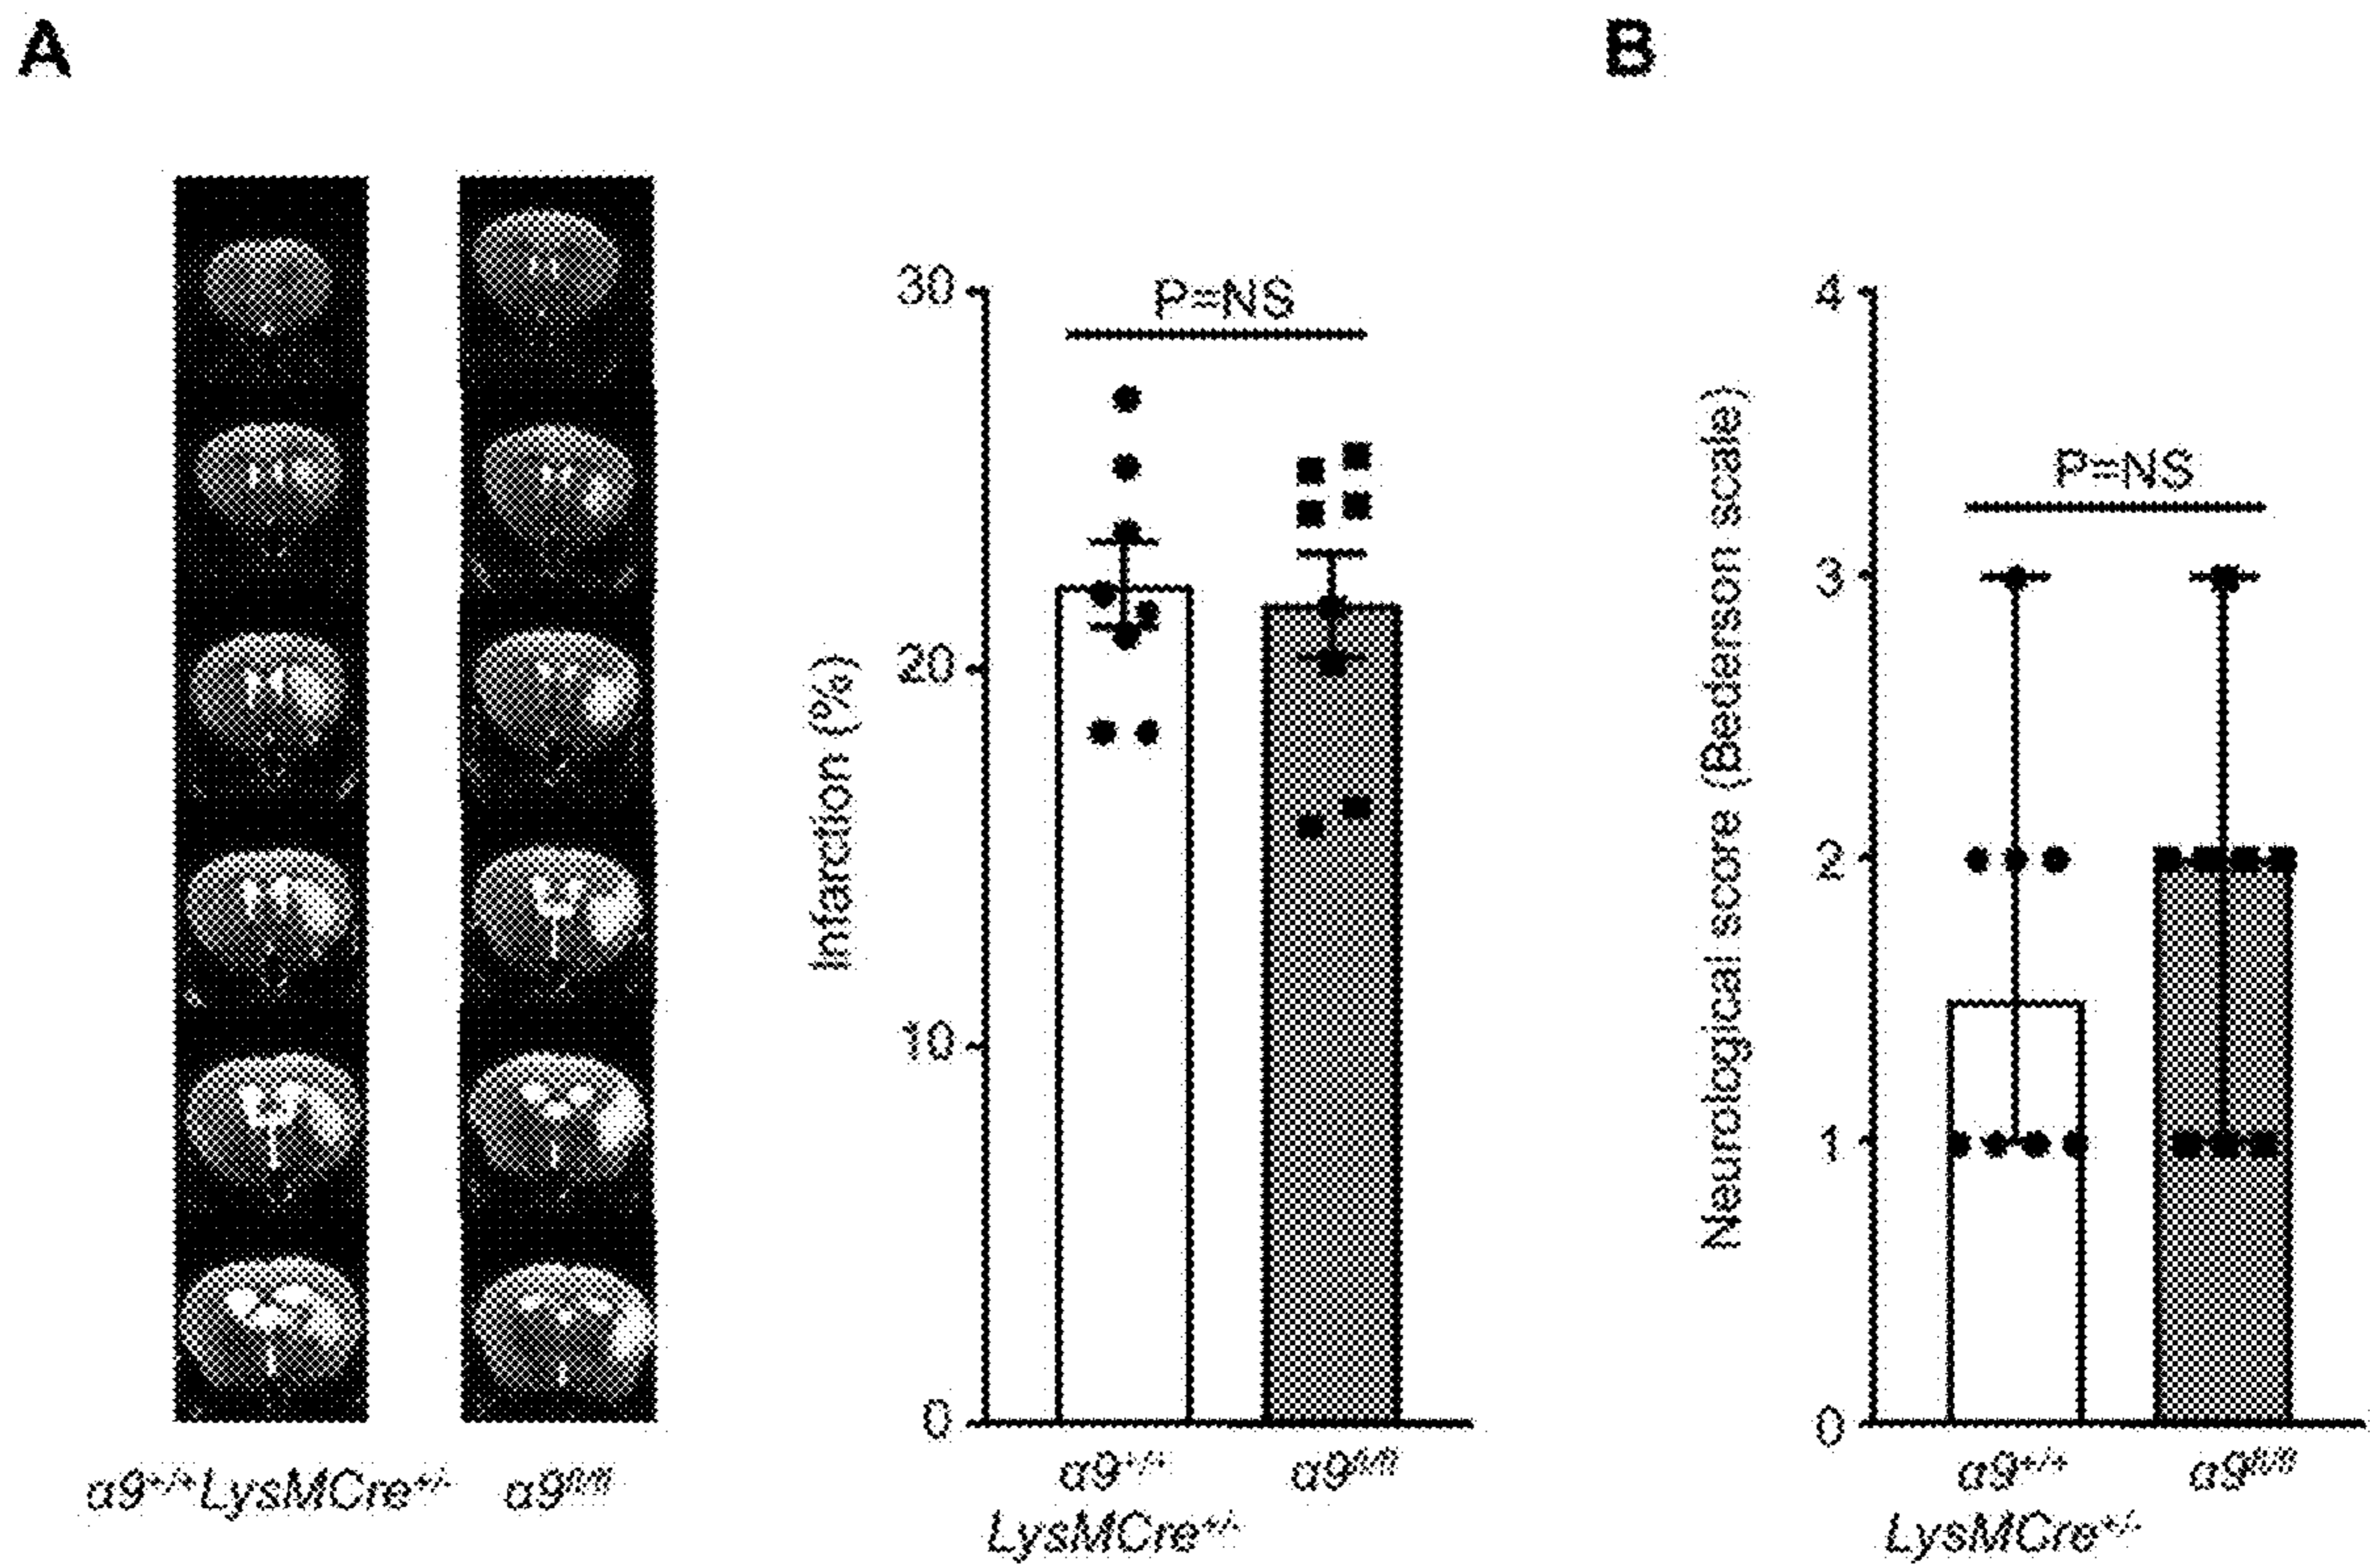 A
B
α9+/+LysMCre+/- α9fl/fl
30
20
10
0
Infarction (%)
P=NS
α9+/+ α9fl/fl
LysMCre+/-
4
3
2
1
0
Neurological score (Bederson scale)
P=NS
α9+/+ α9fl/fl
LysMCre+/-